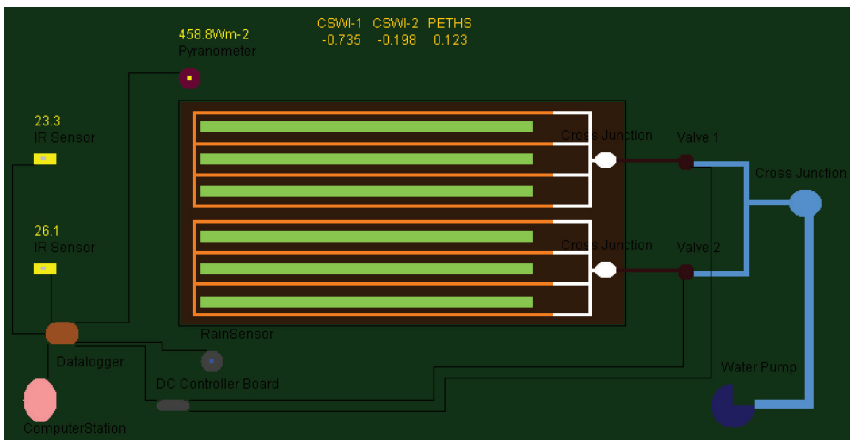 CSWI-1 CSWI-2 PETHS
-0.735 -0.198 0.123
458.8Wm-2
Pyranometer
23.3
IR Sensor
Cross Junction
Valve 1
Cross Junction
26.1
IR Sensor
Cross Junction
Valve 2
RainSensor
Datalogger
DC Controller Board
Water Pump
ComputerStation